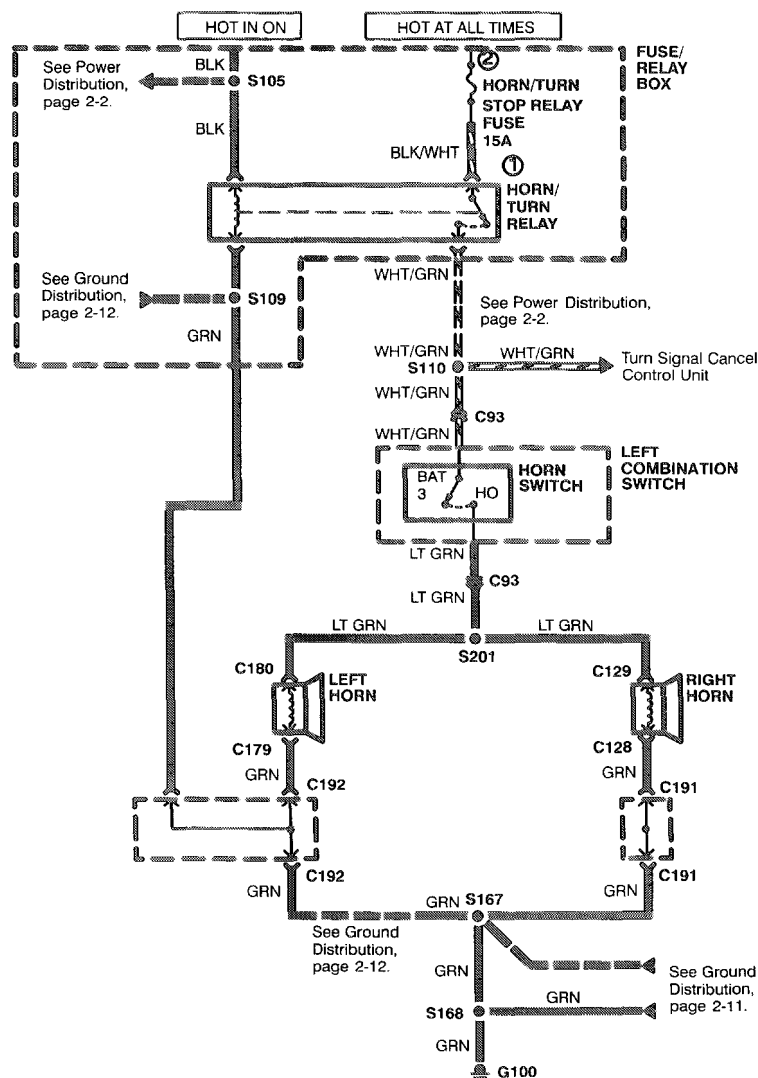 HOT IN ON
HOT AT ALL TIMES
BLK
See Power
Distribution,
page 2-2.
S105
BLK
②
HORN/TURN
STOP RELAY
FUSE
15A
FUSE/
RELAY
BOX
BLK/WHT
①
HORN/
TURN
RELAY
See Ground
Distribution,
page 2-12.
S109
GRN
WHT/GRN
See Power Distribution,
page 2-2.
WHT/GRN
S110
WHT/GRN
Turn Signal Cancel
Control Unit
WHT/GRN
C93
WHT/GRN
BAT
3
HO
HORN
SWITCH
LEFT
COMBINATION
SWITCH
LT GRN
C93
LT GRN
LT GRN
LT GRN
S201
C180
LEFT
HORN
C129
RIGHT
HORN
C179
C128
GRN
C192
GRN
C191
C192
C191
GRN
GRN
GRN
S167
See Ground
Distribution,
page 2-12.
GRN
See Ground
Distribution,
page 2-11.
S168
GRN
GRN
G100